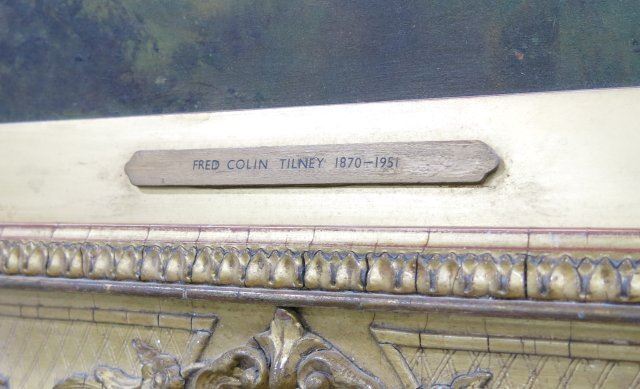 FRED COLIN TILNEY 1870-1951